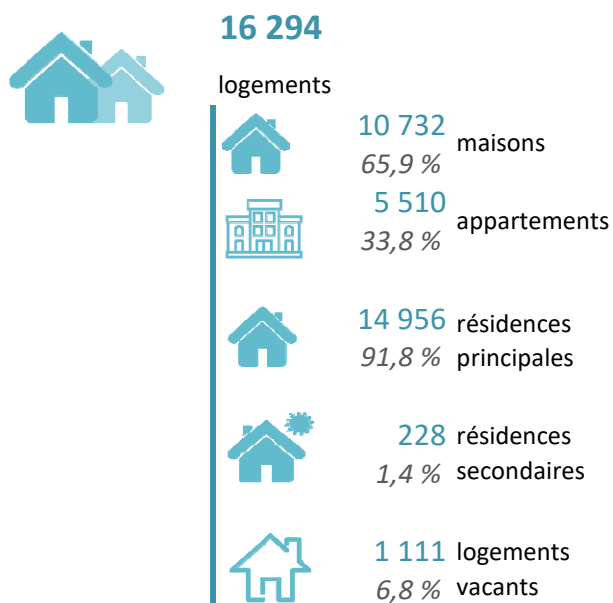 16 294
logements
10 732
65,9 %
maisons
5 510
33,8 %
appartements
14 956 résidences
91,8 % principales
228 résidences
1,4 % secondaires
1 111 logements
6,8 % vacants